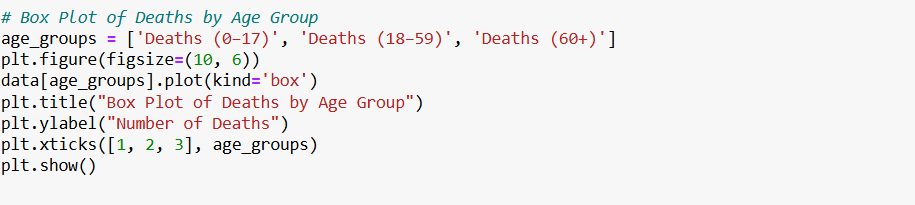 # Box Plot of Deaths by Age Group
age_groups = ['Deaths (0–17)', 'Deaths (18–59)', 'Deaths (60+)']
plt.figure(figsize=(10, 6))
data[age_groups].plot(kind='box')
plt.title("Box Plot of Deaths by Age Group")
plt.ylabel("Number of Deaths")
plt.xticks([1, 2, 3], age_groups)
plt.show()